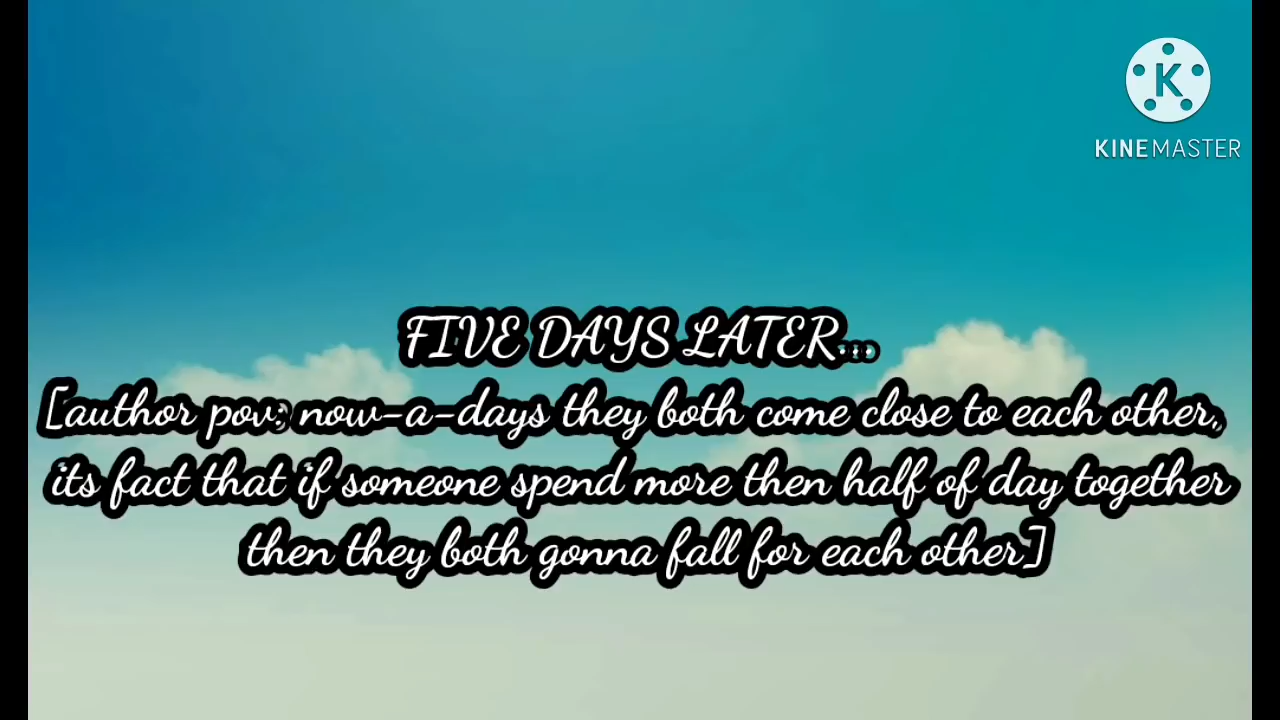 K
KINEMASTER
FIVE DAYS LATER...
[author pov; now-a-days they both come close to each other,
its fact that if someone spend more then half of day together
then they both gonna fall for each other]